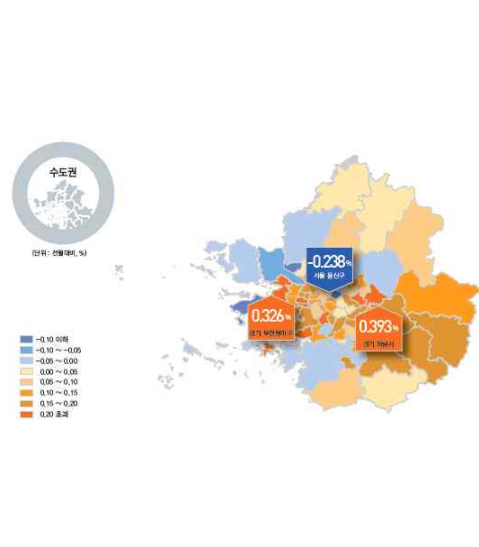 수도권
(단위 : 전월대비, %)
-0.238%
서울 용산구
0.326%
경기 부천원미구
0.393%
경기 하남시
-0.10 이하
-0.10 ~ -0.05
-0.05 ~ 0.00
0.00 ~ 0.05
0.05 ~ 0.10
0.10 ~ 0.15
0.15 ~ 0.20
0.20 초과